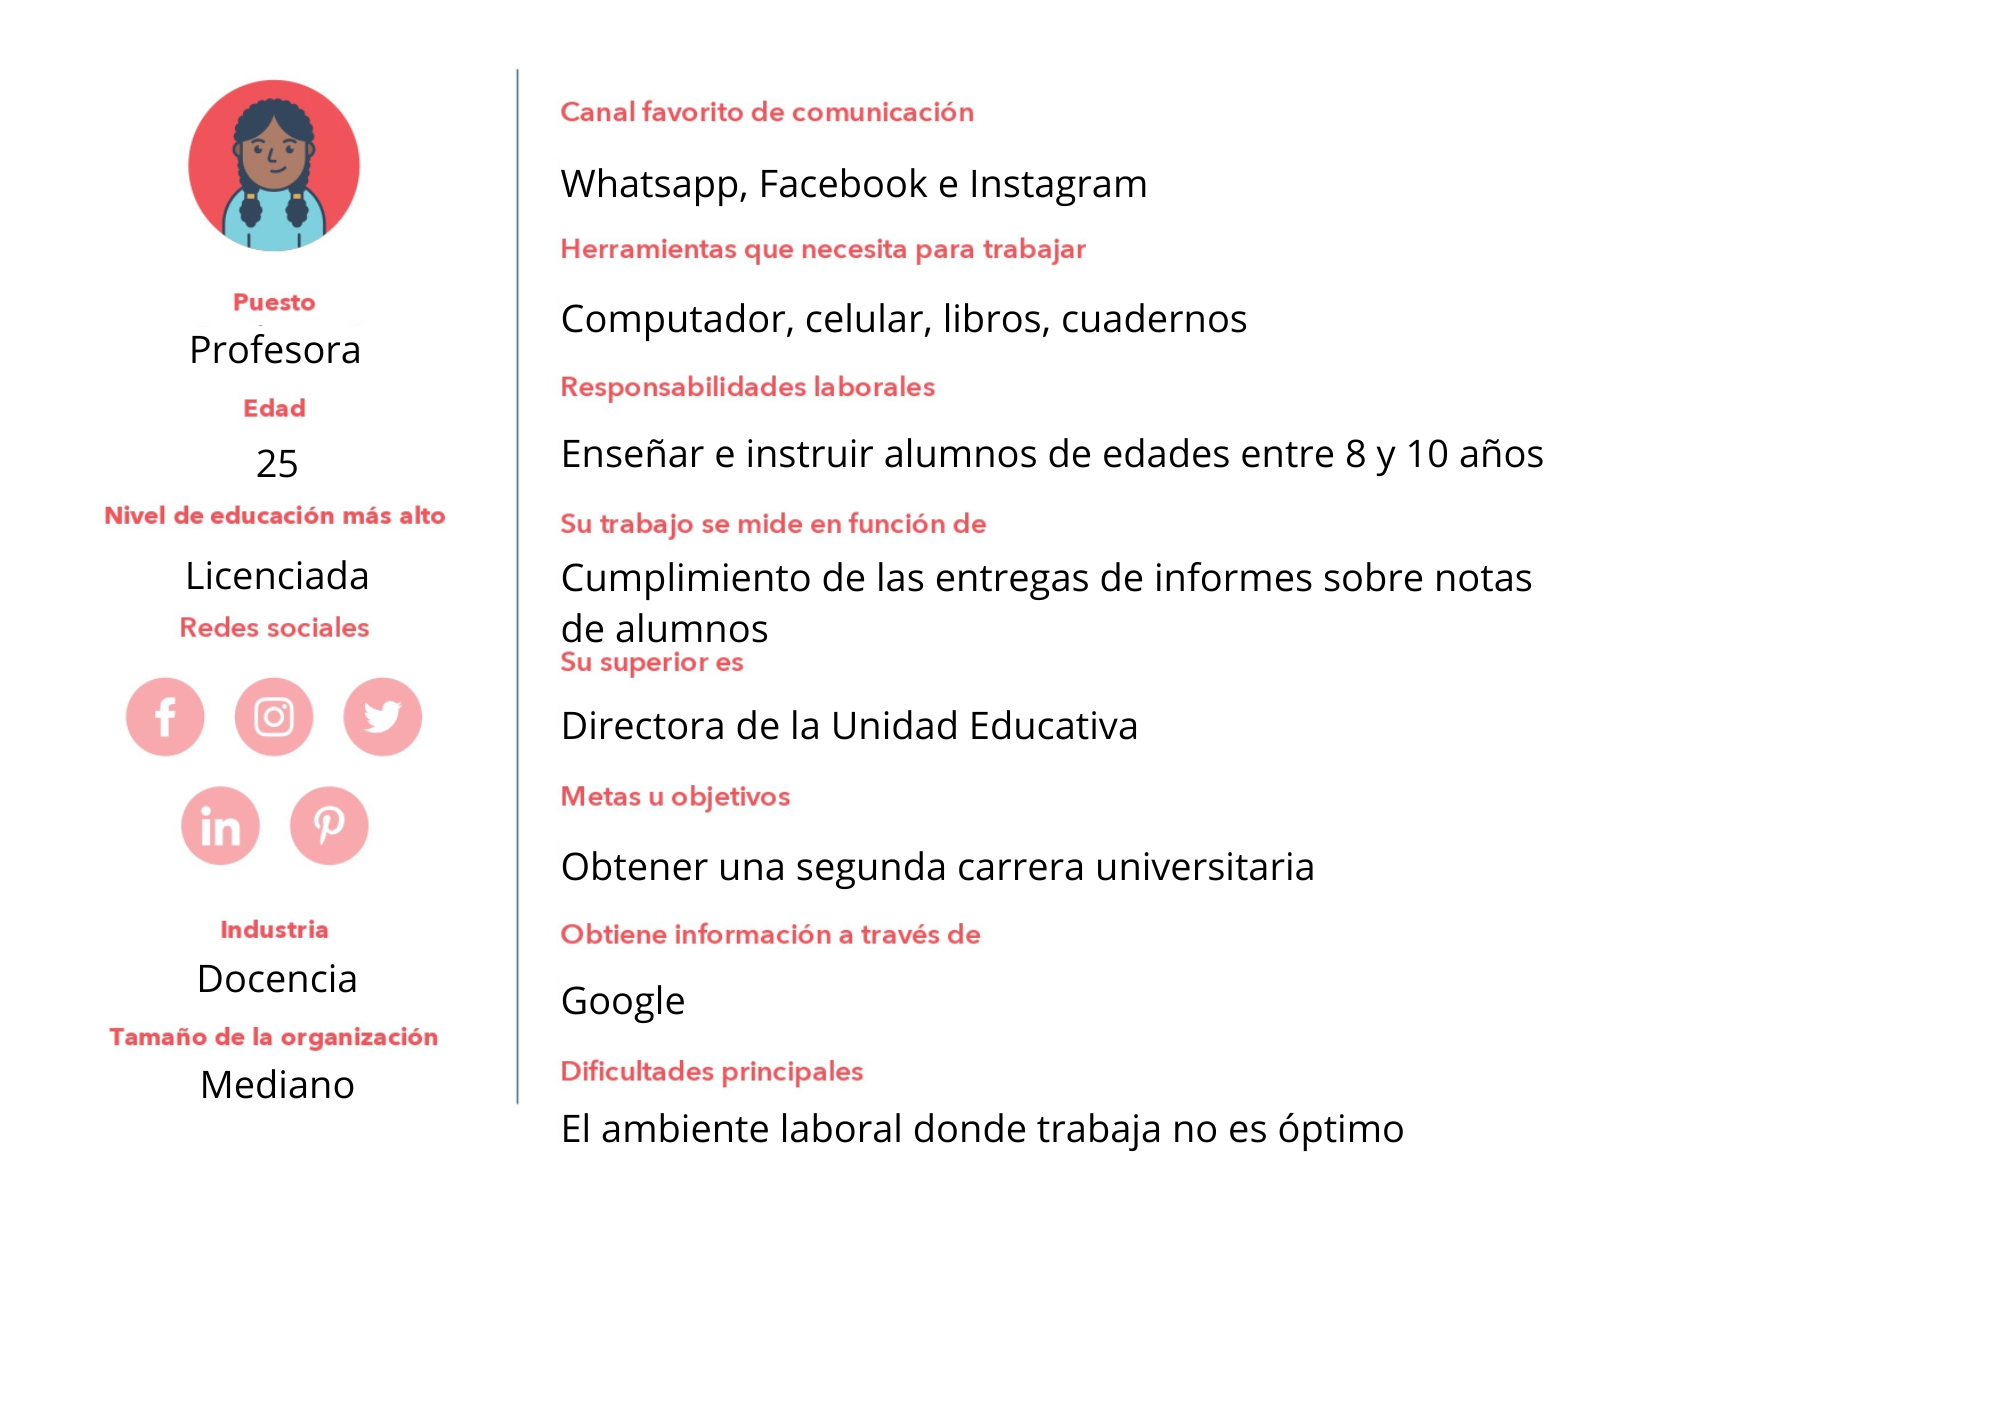 Puesto
Profesora
Edad
25
Nivel de educación más alto
Licenciada
Redes sociales
f
in
Industria
Docencia
Tamaño de la organización
Mediano
Canal favorito de comunicación
Whatsapp, Facebook e Instagram
Herramientas que necesita para trabajar
Computador, celular, libros, cuadernos
Responsabilidades laborales
Enseñar e instruir alumnos de edades entre 8 y 10 años
Su trabajo se mide en función de
Cumplimiento de las entregas de informes sobre notas
de alumnos
Su superior es
Directora de la Unidad Educativa
Metas u objetivos
Obtener una segunda carrera universitaria
Obtiene información a través de
Google
Dificultades principales
El ambiente laboral donde trabaja no es óptimo